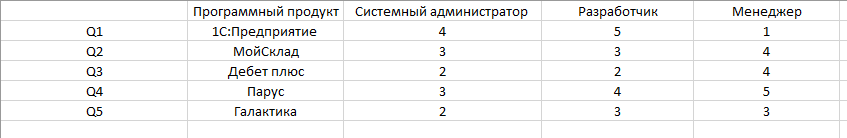 Программный продукт Системный администратор Разработчик Менеджер
Q1 1С:Предприятие 4 5 1
Q2 МойСклад 3 3 4
Q3 Дебет плюс 2 2 4
Q4 Парус 3 4 5
Q5 Галактика 2 3 3